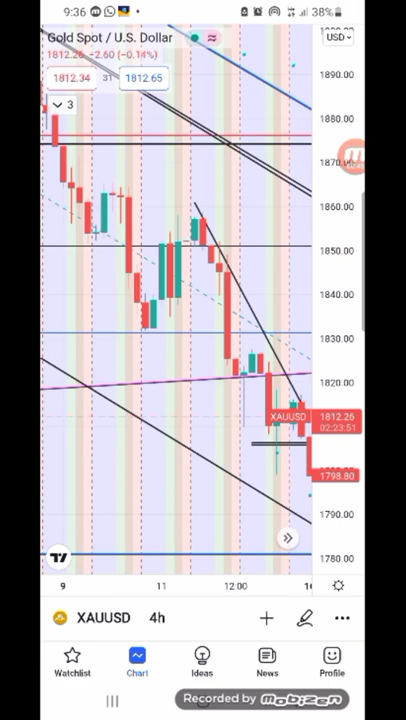 9:36 38%
Gold Spot / U.S. Dollar
USD
1812.26 −2.60 (−0.14%)
1812.34 31 1812.65
3
1890.00
1880.00
1860.00
1850.00
1840.00
1830.00
1820.00
XAUUSD 1812.26
02:23:51
1798.80
1790.00
1780.00
9 11 12:00
XAUUSD 4h
Watchlist Chart Ideas News Profile
Recorded by mobizen